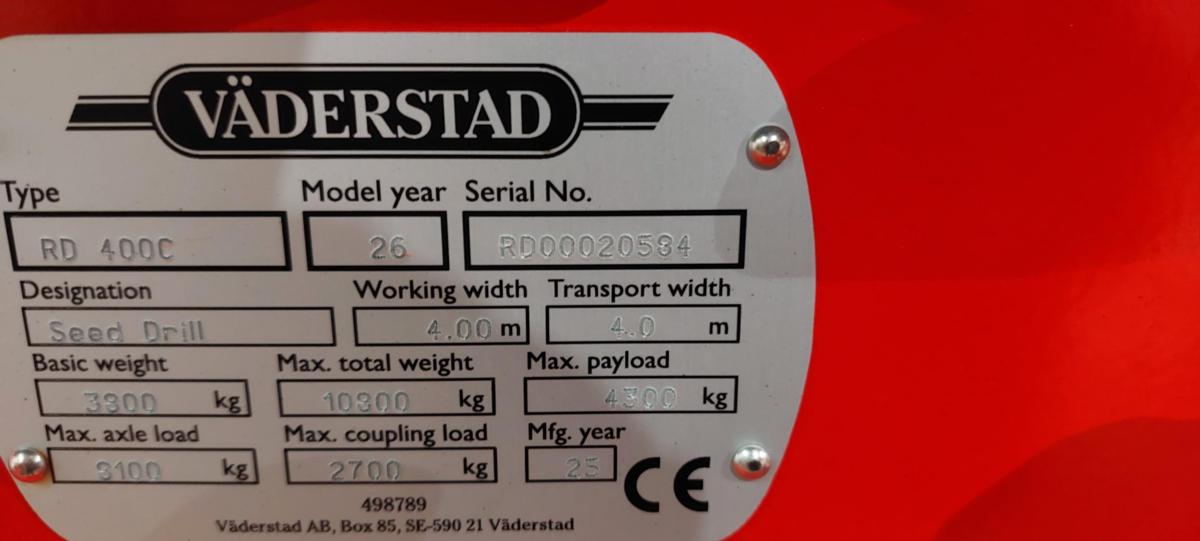 VÄDERSTAD
Type Model year Serial No.
RD 400C 26 RD00020584
Designation Working width Transport width
Seed Drill 4.00 m 4.0 m
Basic weight Max. total weight Max. payload
3800 kg 10800 kg 4300 kg
Max. axle load Max. coupling load Mfg. year
8100 kg 2700 kg 25 CE
498789
Väderstad AB, Box 85, SE-590 21 Väderstad